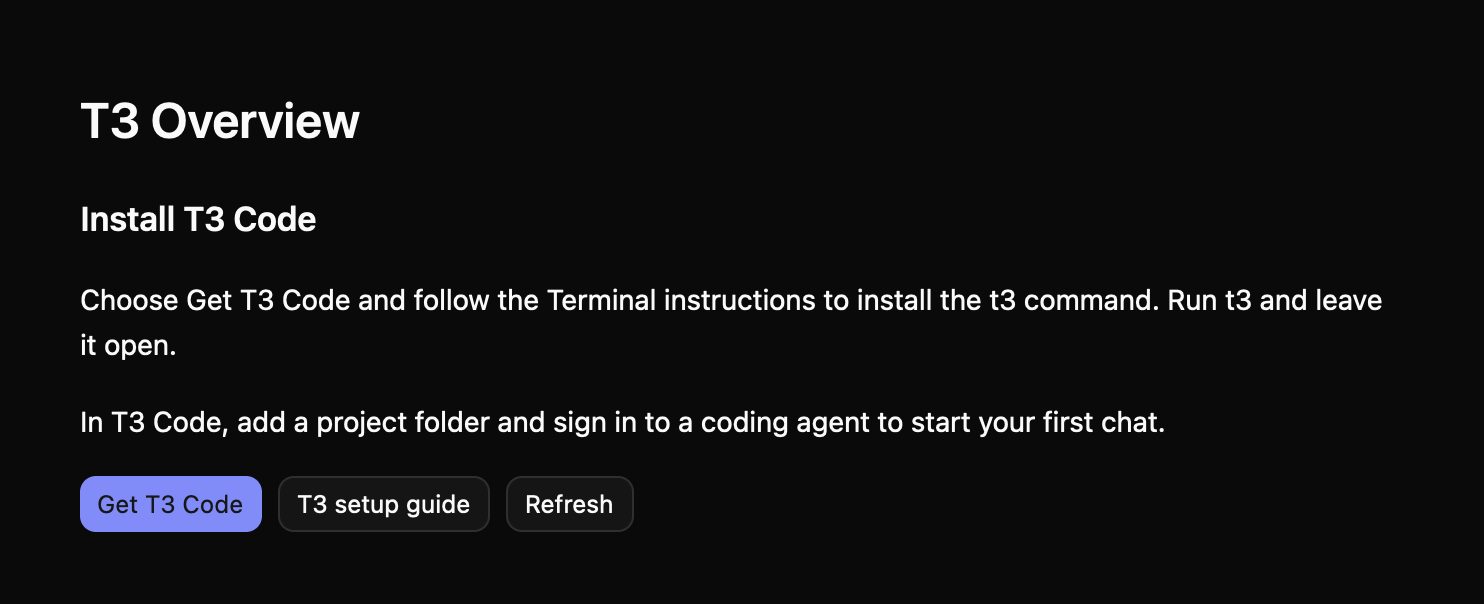 T3 Overview
Install T3 Code
Choose Get T3 Code and follow the Terminal instructions to install the t3 command. Run t3 and leave
it open.
In T3 Code, add a project folder and sign in to a coding agent to start your first chat.
Get T3 Code
T3 setup guide
Refresh